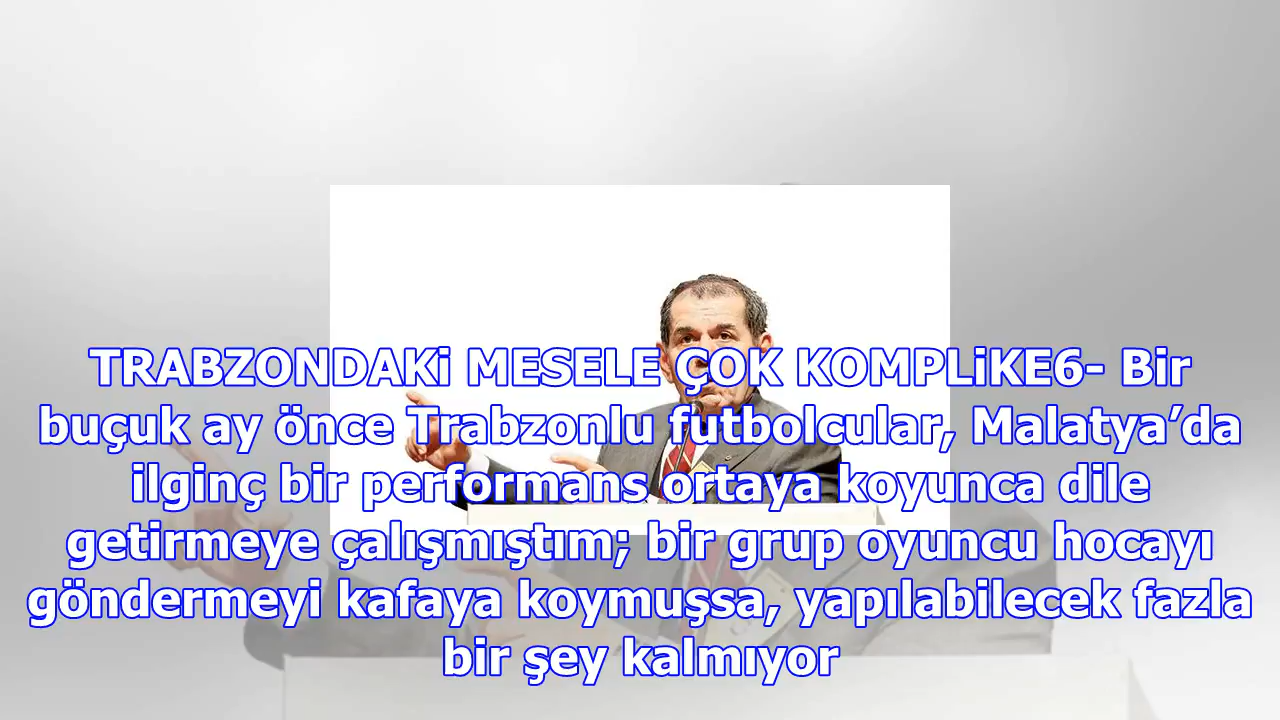 TRABZONDAKi MESELE ÇOK KOMPLiKE6- Bir
buçuk ay önce Trabzonlu futbolcular, Malatya’da
ilginç bir performans ortaya koyunca dile
getirmeye çalışmıştım; bir grup oyuncu hocayı
göndermeyi kafaya koymuşsa, yapılabilecek fazla
bir şey kalmıyor